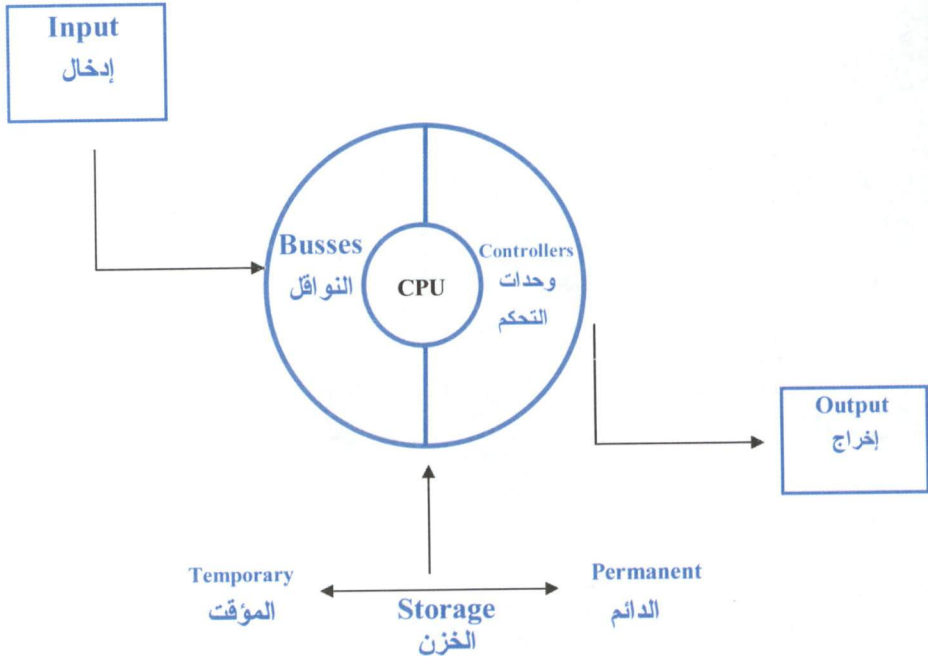 Input
إدخال
Busses
النواقل
CPU
Controllers
وحدات
التحكم
Output
إخراج
Temporary
المؤقت
Storage
الخزن
Permanent
الدائم